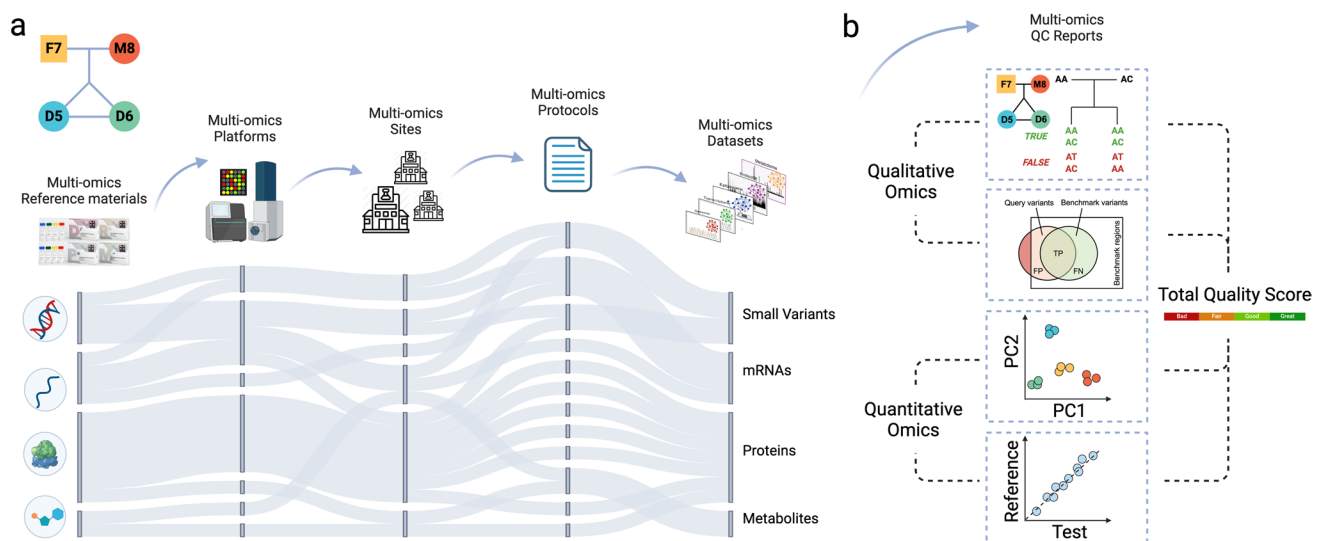 a
F7
M8
D5
D6
Multi-omics
Reference materials
Multi-omics
Platforms
Multi-omics
Sites
Multi-omics
Protocols
Multi-omics
Datasets
Small Variants
mRNAs
Proteins
Metabolites
b
Multi-omics
QC Reports
Qualitative
Omics
F7
M8
D5
D6
AA
AC
TRUE
AA
AC
AA
AC
FALSE
AT
AC
AT
AA
Query variants
Benchmark variants
TP
FP
FN
Benchmark regions
Quantitative
Omics
PC2
PC1
Reference
Test
Total Quality Score
Bad
Fair
Good
Great